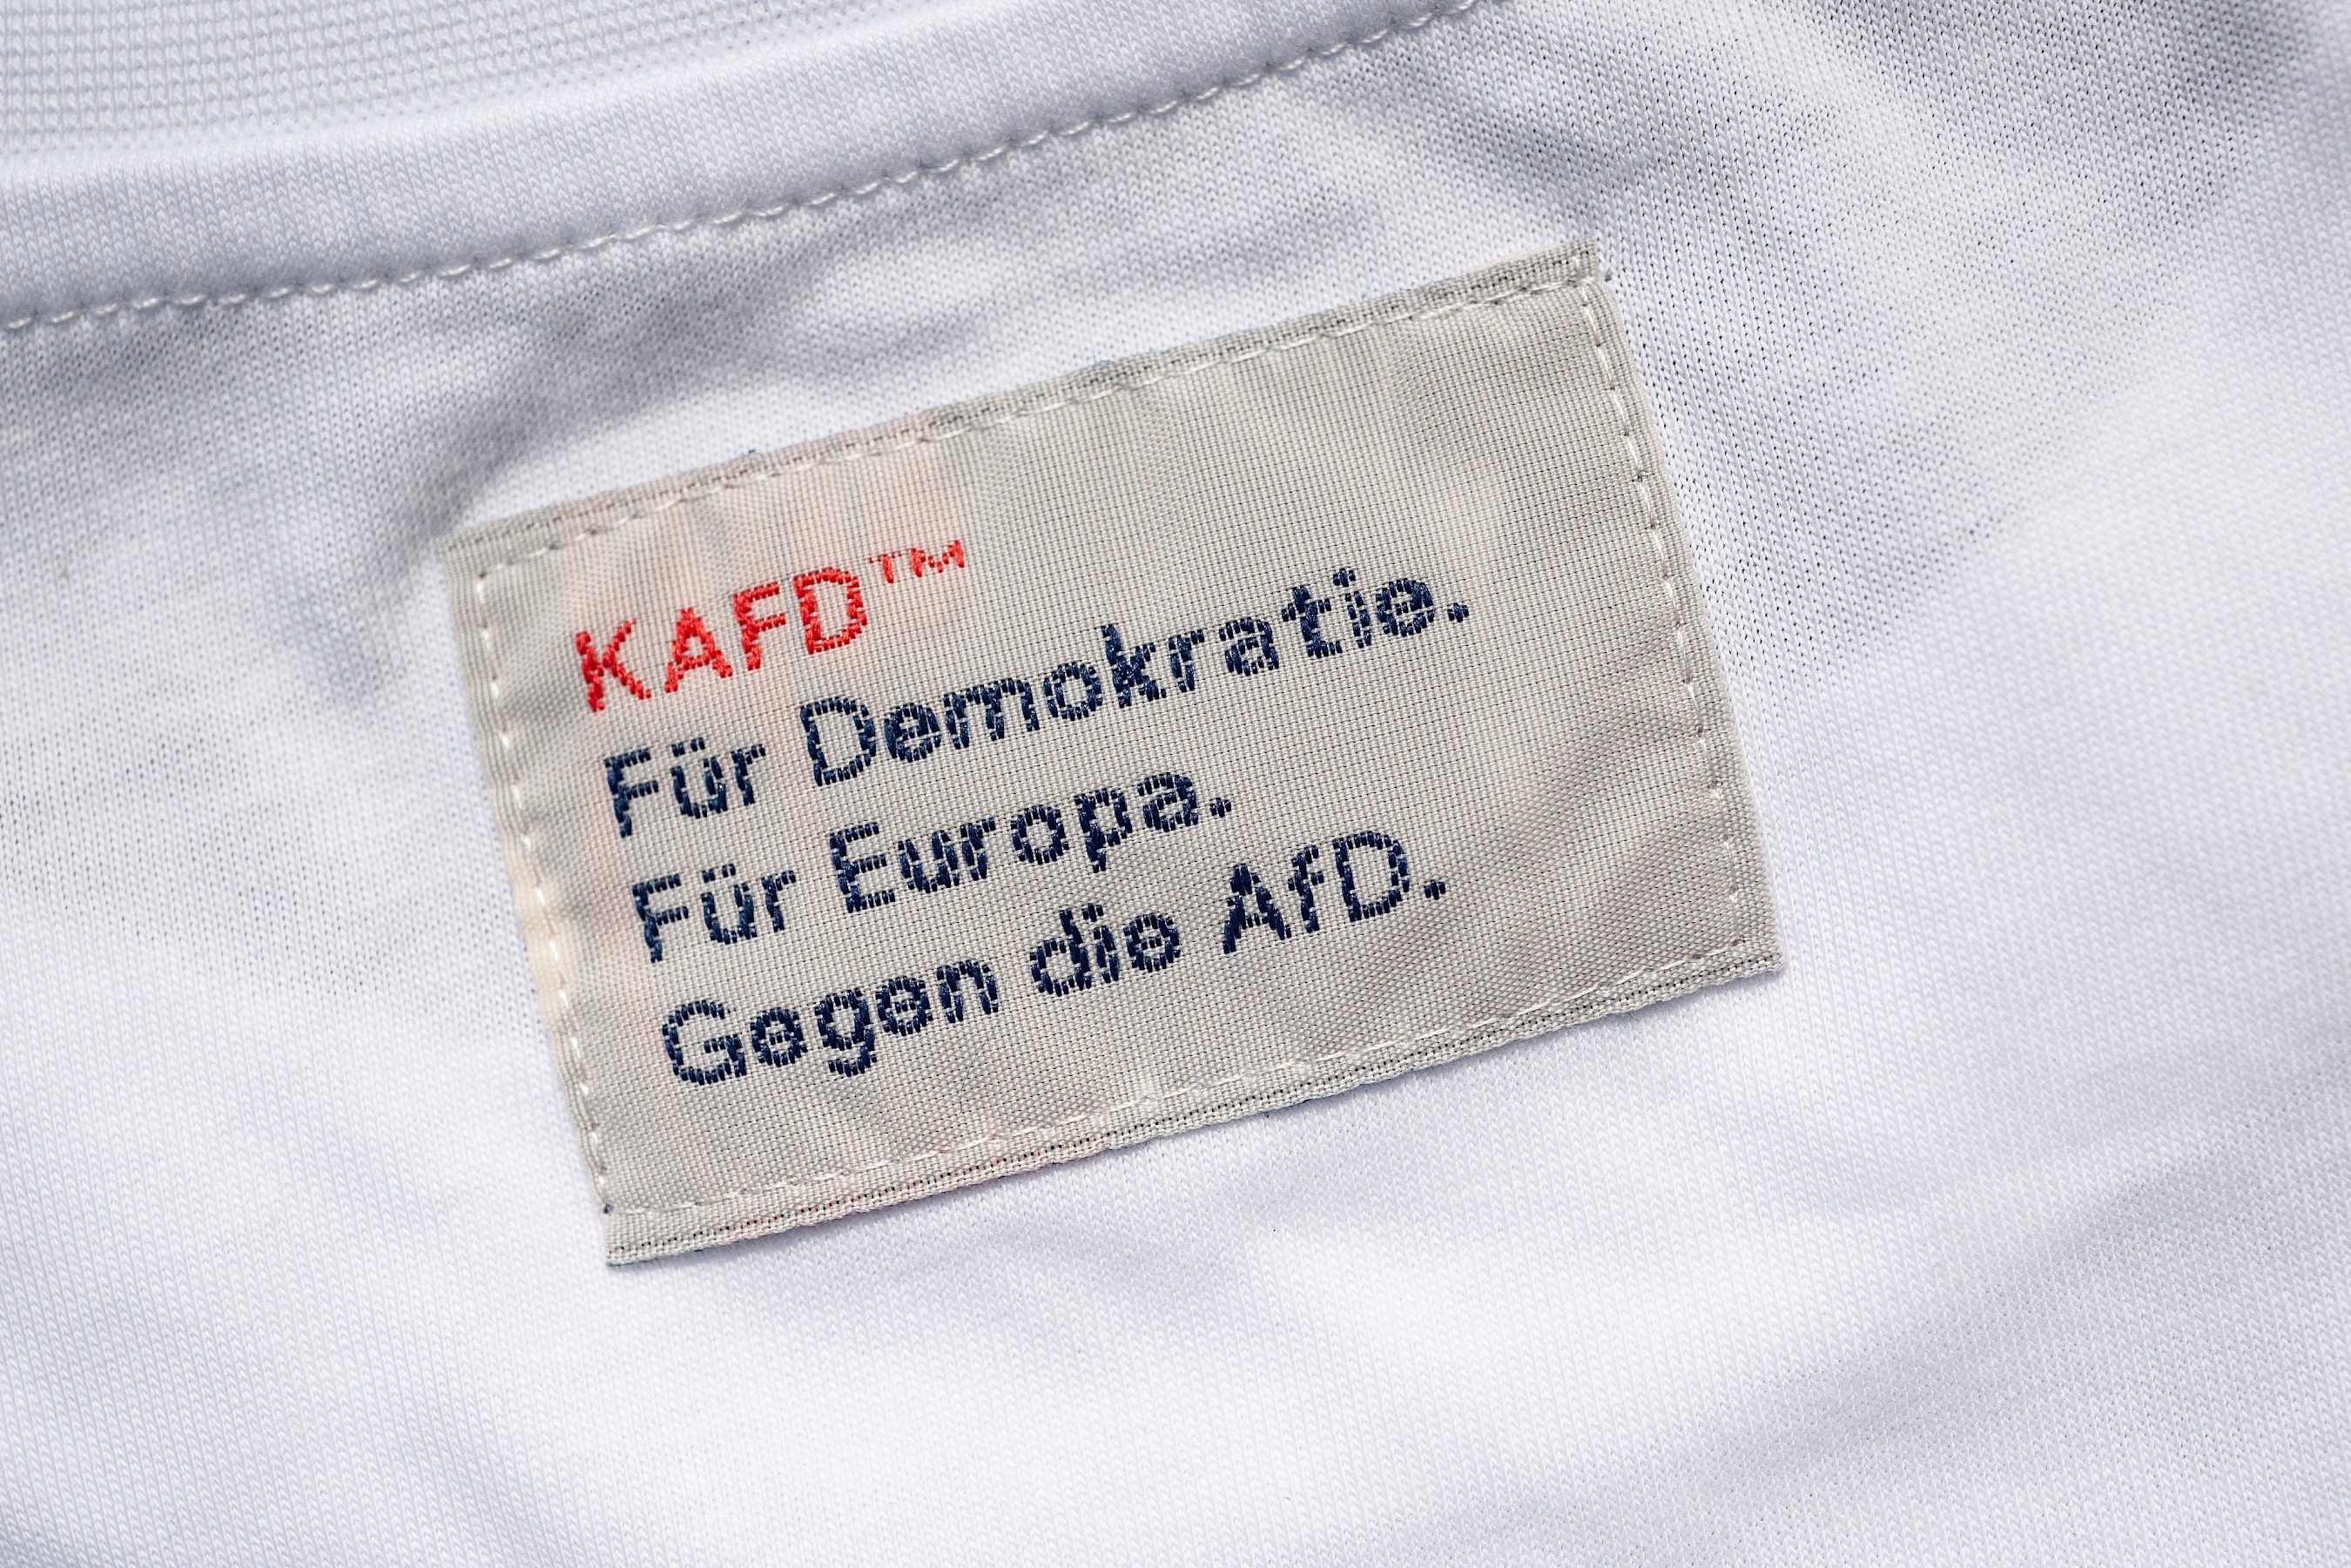 KAFD™
Für Demokratie.
Für Europa.
Gegen die AfD.